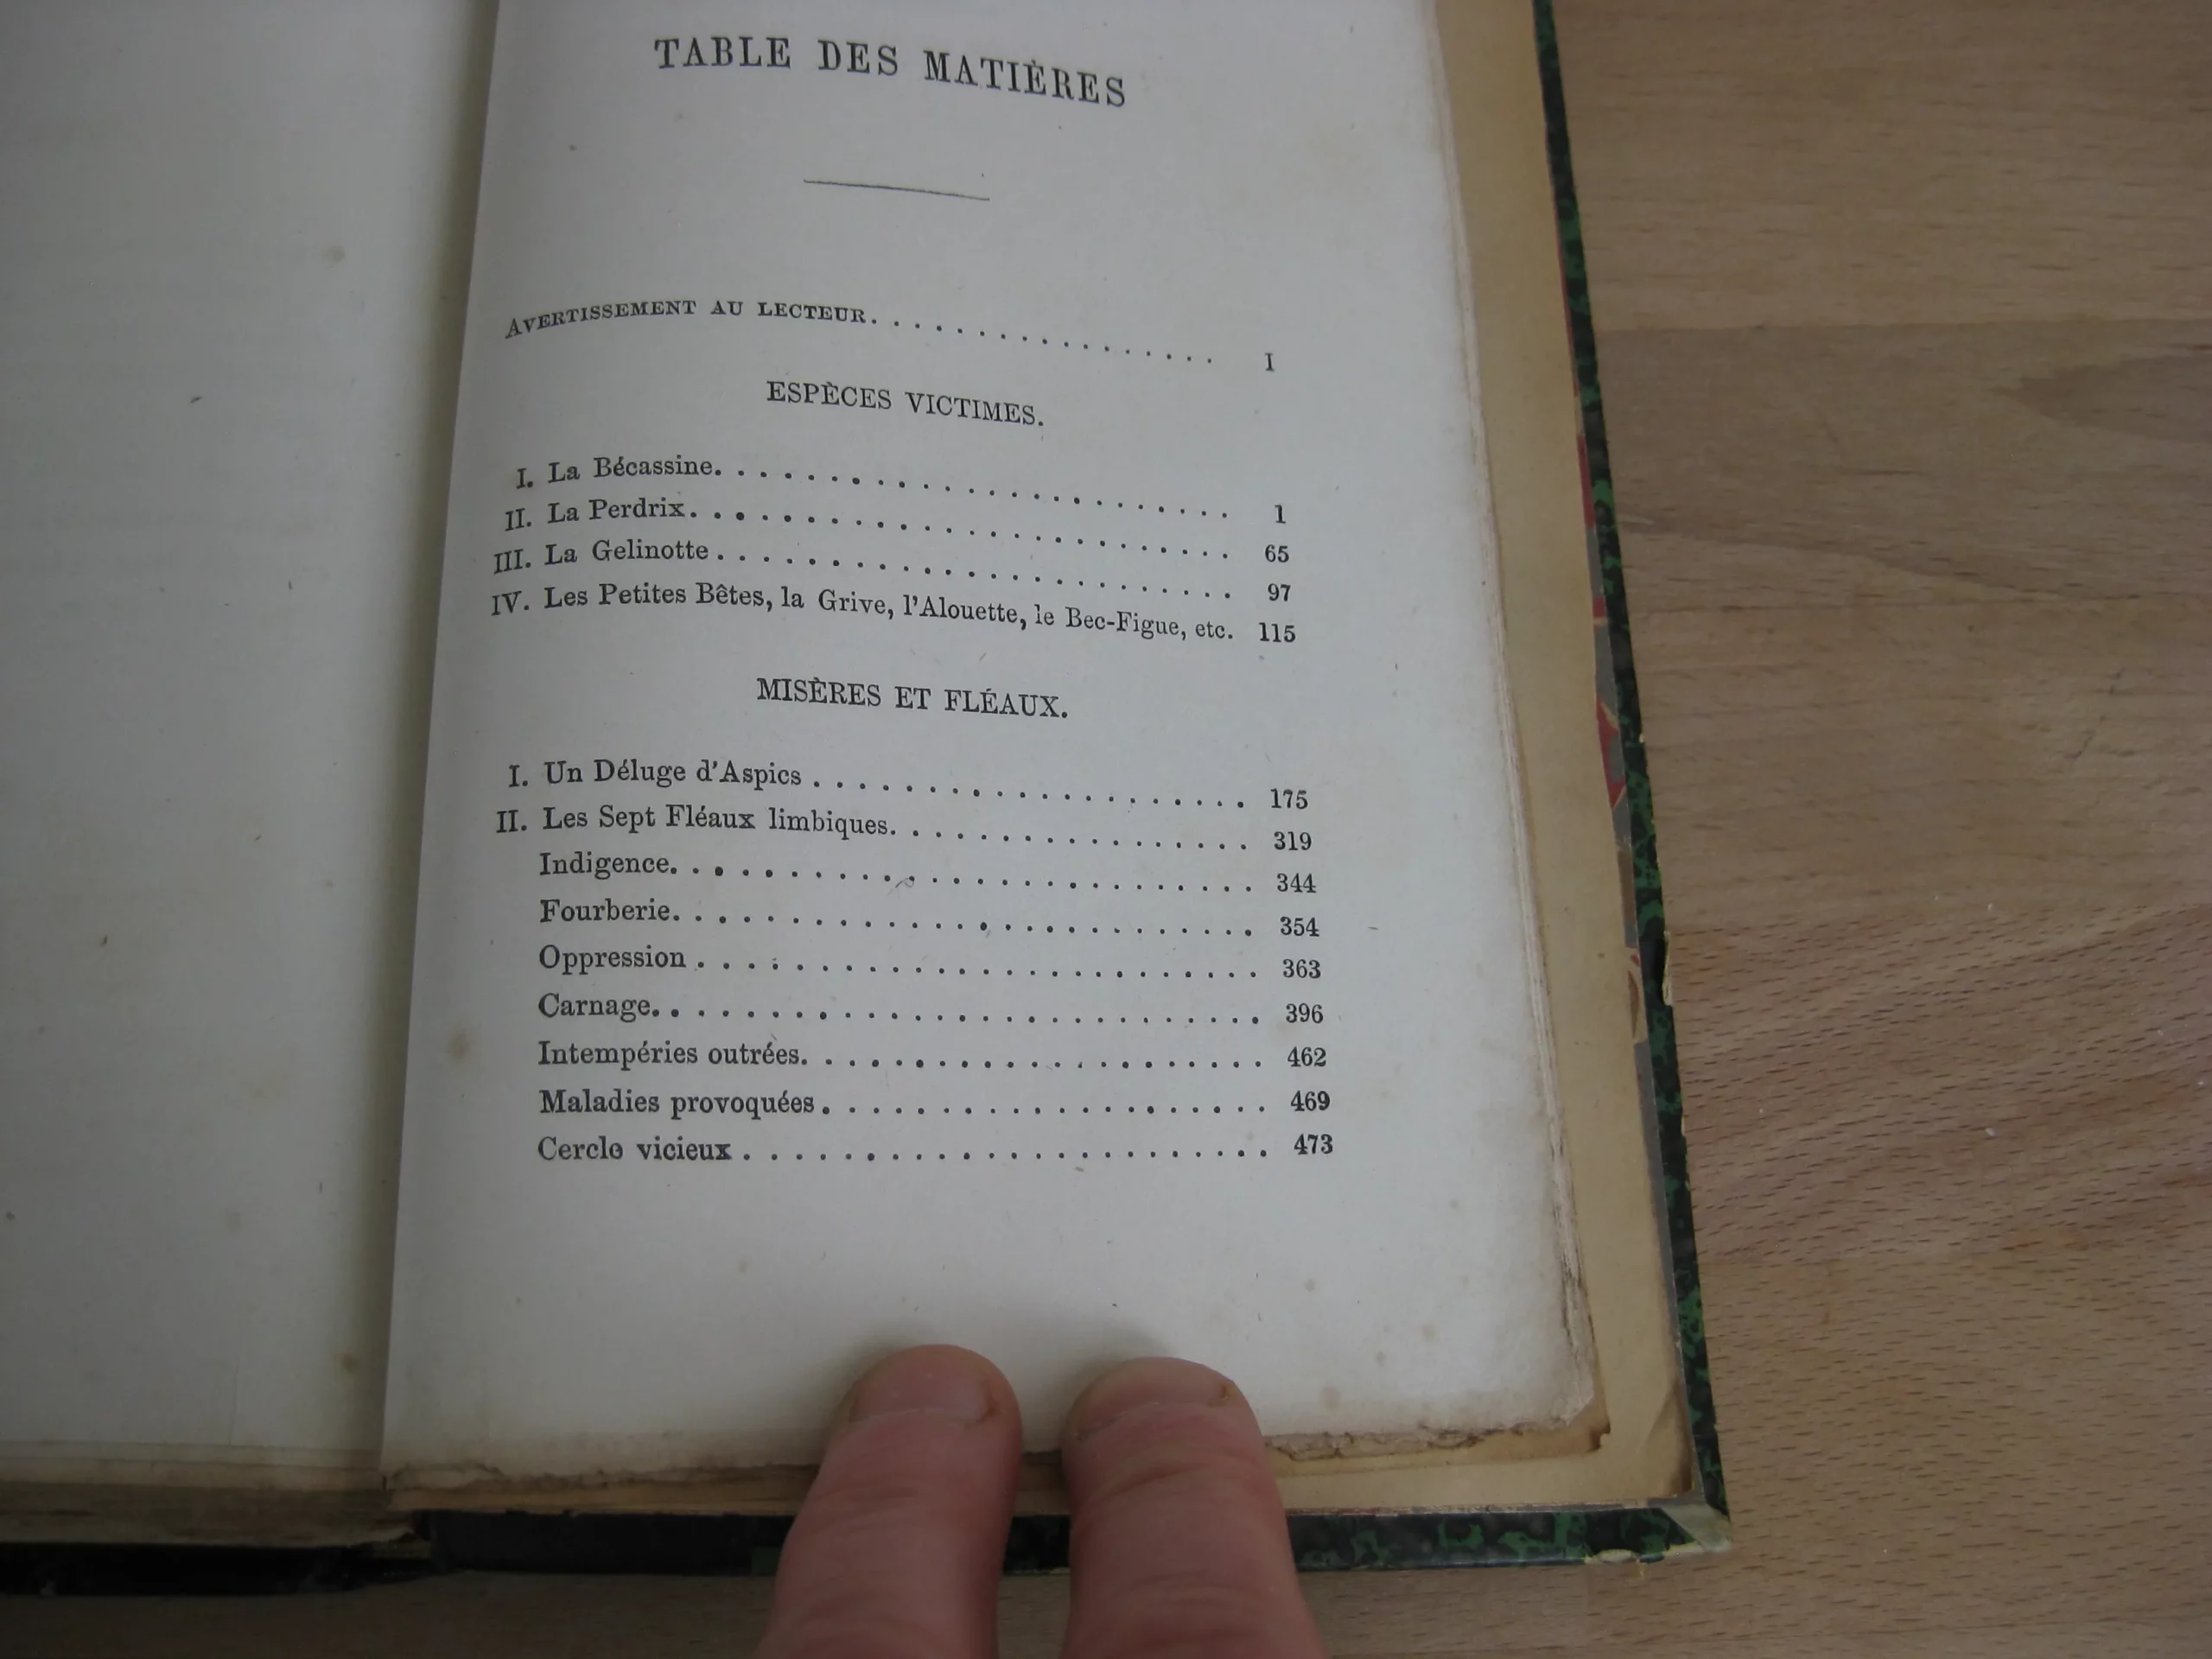 TABLE DES MATIÈRES
AVERTISSEMENT AU LECTEUR. . . . . . . . . . . . . . . . . I
ESPÈCES VICTIMES.
I. La Bécassine. . . . . . . . . . . . . . . . . . . . . . 1
II. La Perdrix. . . . . . . . . . . . . . . . . . . . . . . 65
III. La Gelinotte . . . . . . . . . . . . . . . . . . . . . . 97
IV. Les Petites Bêtes, la Grive, l'Alouette, le Bec-Figue, etc. 115
MISÈRES ET FLÉAUX.
I. Un Déluge d'Aspics . . . . . . . . . . . . . . . . . . . 175
II. Les Sept Fléaux limbiques. . . . . . . . . . . . . . . . 319
Indigence. . . . . . . . . . . . . . . . . . . . . . . . 344
Fourberie. . . . . . . . . . . . . . . . . . . . . . . . 354
Oppression . . . . . . . . . . . . . . . . . . . . . . . 363
Carnage. . . . . . . . . . . . . . . . . . . . . . . . . 396
Intempéries outrées. . . . . . . . . . . . . . . . . . . 462
Maladies provoquées. . . . . . . . . . . . . . . . . . . 469
Cercle vicieux . . . . . . . . . . . . . . . . . . . . . . 473